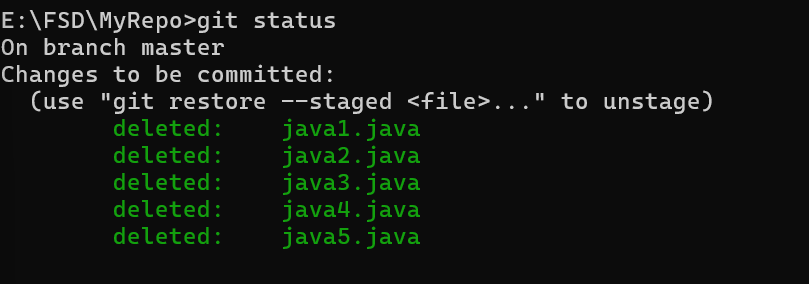 E:\FSD\MyRepo>git status
On branch master
Changes to be committed:
  (use "git restore --staged <file>..." to unstage)
        deleted:    java1.java
        deleted:    java2.java
        deleted:    java3.java
        deleted:    java4.java
        deleted:    java5.java